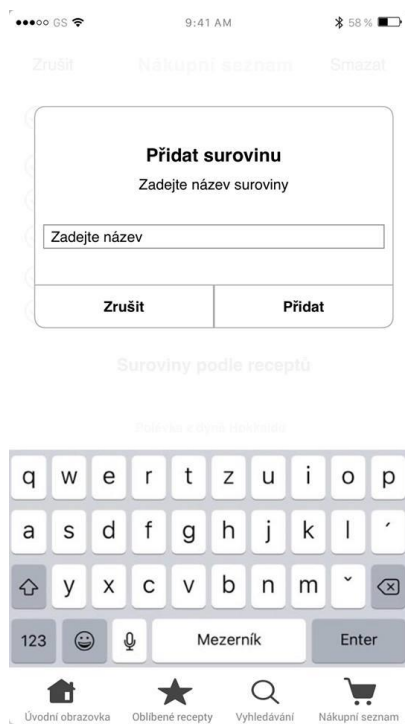 GS 9:41 AM 58 %
Zrušit Nákupní seznam Smazat
Přidat surovinu
Zadejte název suroviny
Zadejte název
Zrušit Přidat
Suroviny podle receptů
q w e r t z u i o p
a s d f g h j k l ´
y x c v b n m ˇ
123 Mezerník Enter
Úvodní obrazovka Oblíbené recepty Vyhledávání Nákupní seznam